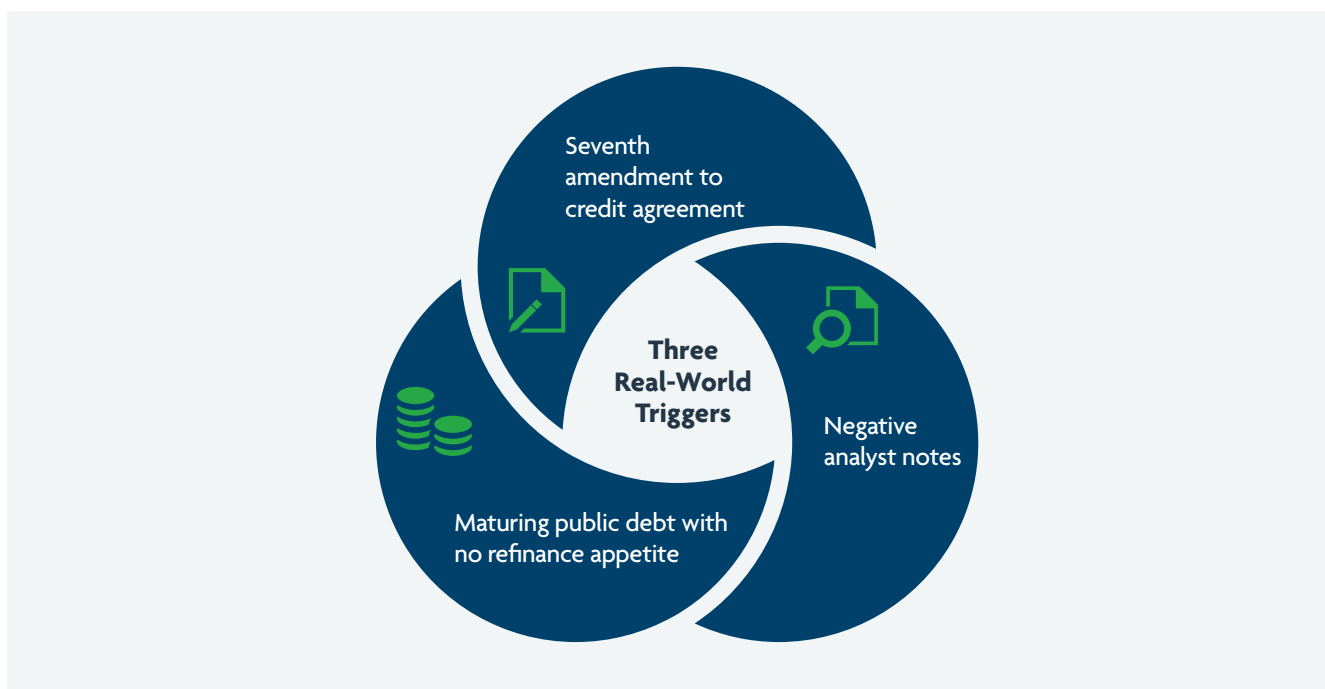 Seventh
amendment to
credit agreement
Three
Real-World
Triggers
Negative
analyst notes
Maturing public debt with
no refinance appetite